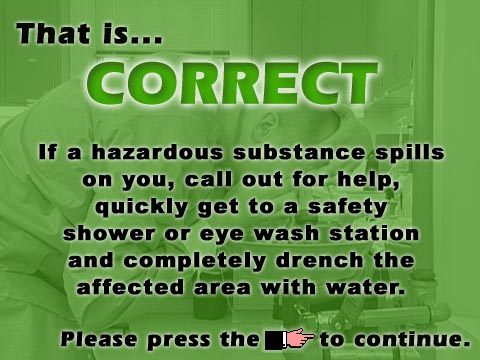 That is...
CORRECT
If a hazardous substance spills
on you, call out for help,
quickly get to a safety
shower or eye wash station
and completely drench the
affected area with water.
Please press the to continue.